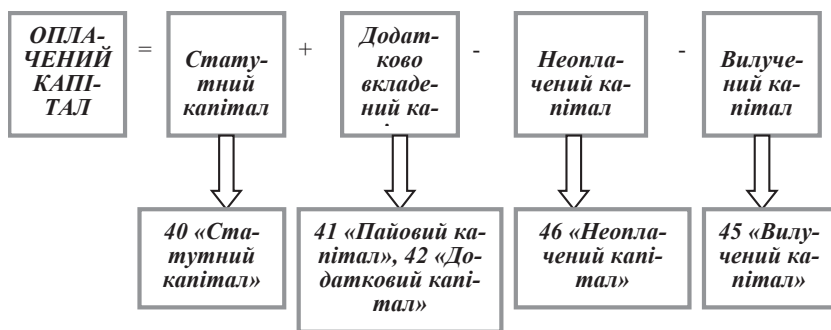 ОПЛА-
ЧЕНИЙ
КАПІ-
ТАЛ
=
Стату-
тний
капітал
+
Додат-
ково
вкладе-
ний ка-
-
Неопла-
чений ка-
пітал
-
Вилуче-
ний ка-
пітал
40 «Ста-
тутний
капітал»
41 «Пайовий ка-
пітал», 42 «До-
датковий капі-
тал»
46 «Неопла-
чений капі-
тал»
45 «Вилу-
чений ка-
пітал»